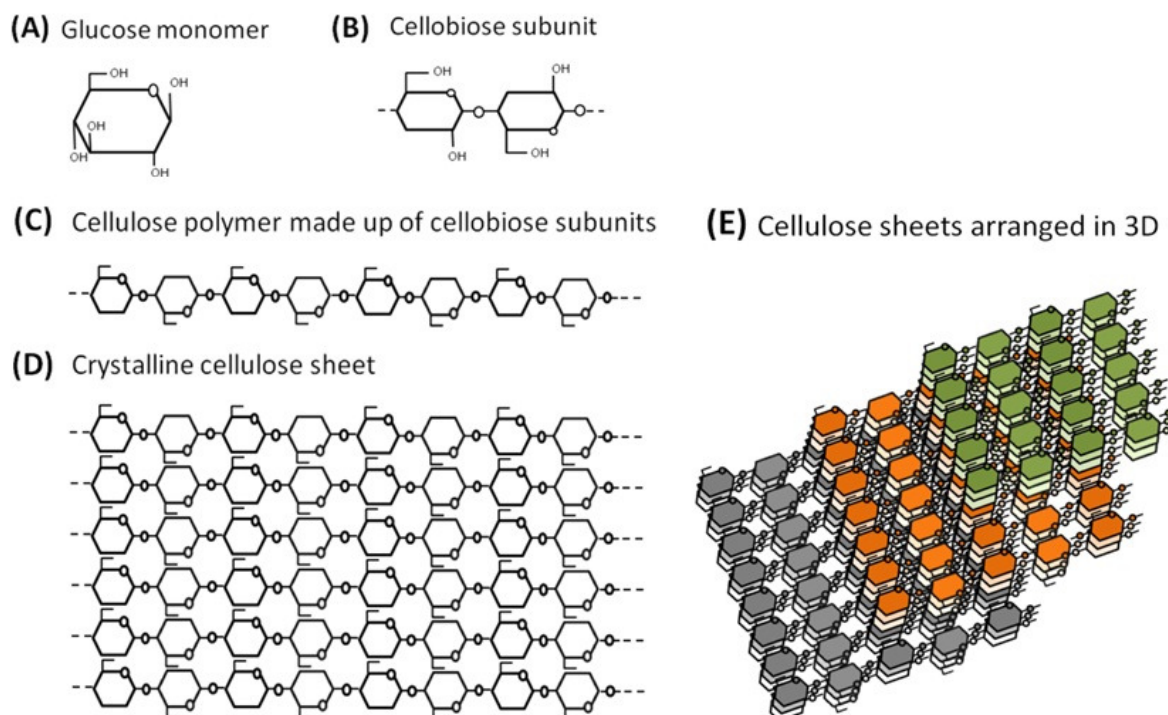 (A) Glucose monomer
OH
OH
OH
OH
OH
(B) Cellobiose subunit
OH
OH
OH
OH
(C) Cellulose polymer made up of cellobiose subunits
(D) Crystalline cellulose sheet
(E) Cellulose sheets arranged in 3D